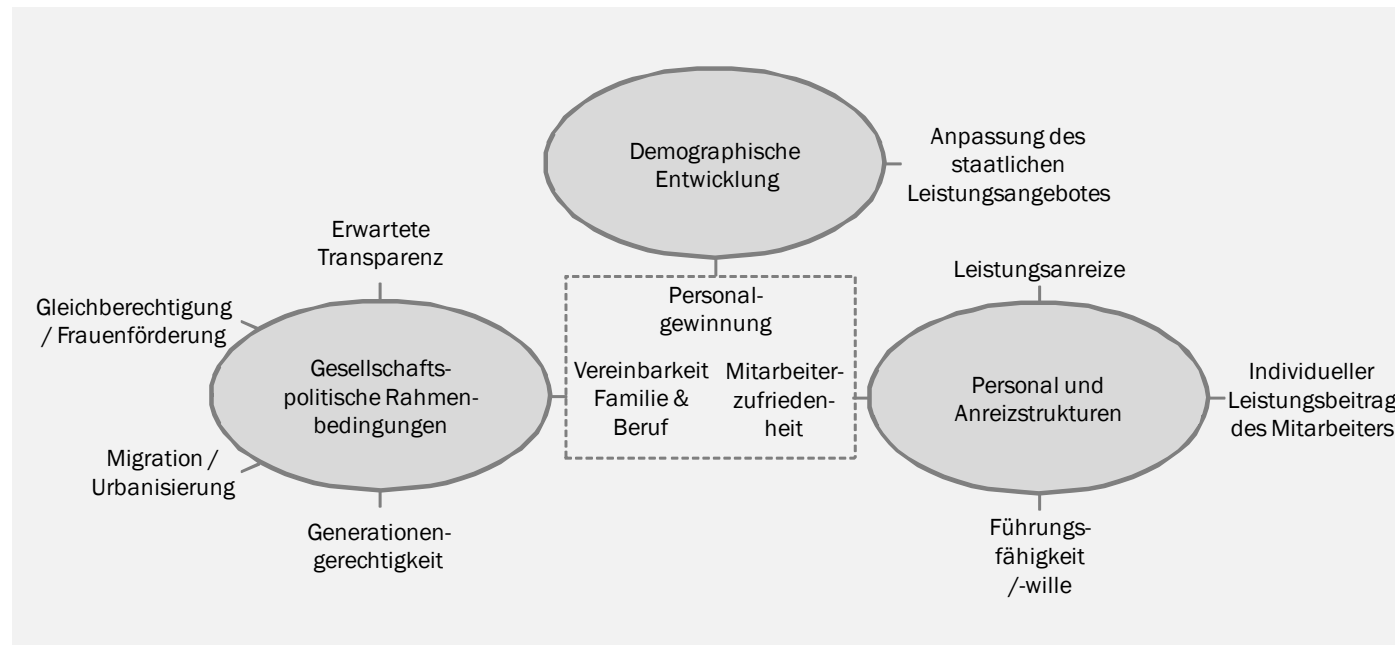 Demographische
Entwicklung
Anpassung des
staatlichen
Leistungsangebotes
Erwartete
Transparenz
Gleichberechtigung
/ Frauenförderung
Gesellschafts-
politische Rahmen-
bedingungen
Migration /
Urbanisierung
Generationen-
gerechtigkeit
Personal-
gewinnung
Vereinbarkeit
Familie &
Beruf
Mitarbeiter-
zufrieden-
heit
Leistungsanreize
Personal und
Anreizstrukturen
Individueller
Leistungsbeitrag
des Mitarbeiters
Führungs-
fähigkeit
/-wille